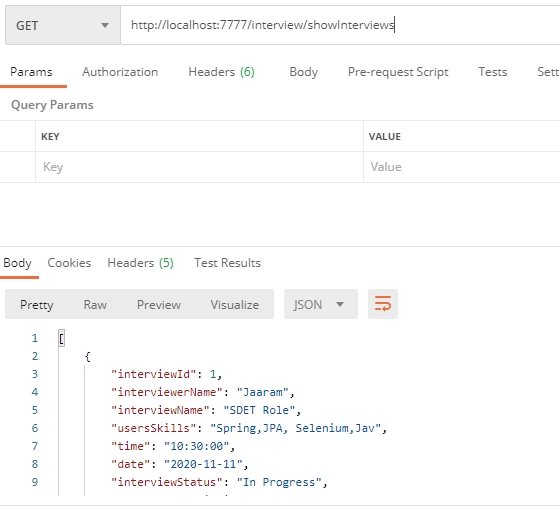 GET http://localhost:7777/interview/showInterviews
Params Authorization Headers (6) Body Pre-request Script Tests Sett
Query Params
KEY VALUE
Key Value
Body Cookies Headers (5) Test Results
Pretty Raw Preview Visualize JSON
1 [
2 {
3 "interviewId": 1,
4 "interviewerName": "Jaaram",
5 "interviewName": "SDET Role",
6 "usersSkills": "Spring,JPA, Selenium,Jav",
7 "time": "10:30:00",
8 "date": "2020-11-11",
9 "interviewStatus": "In Progress",